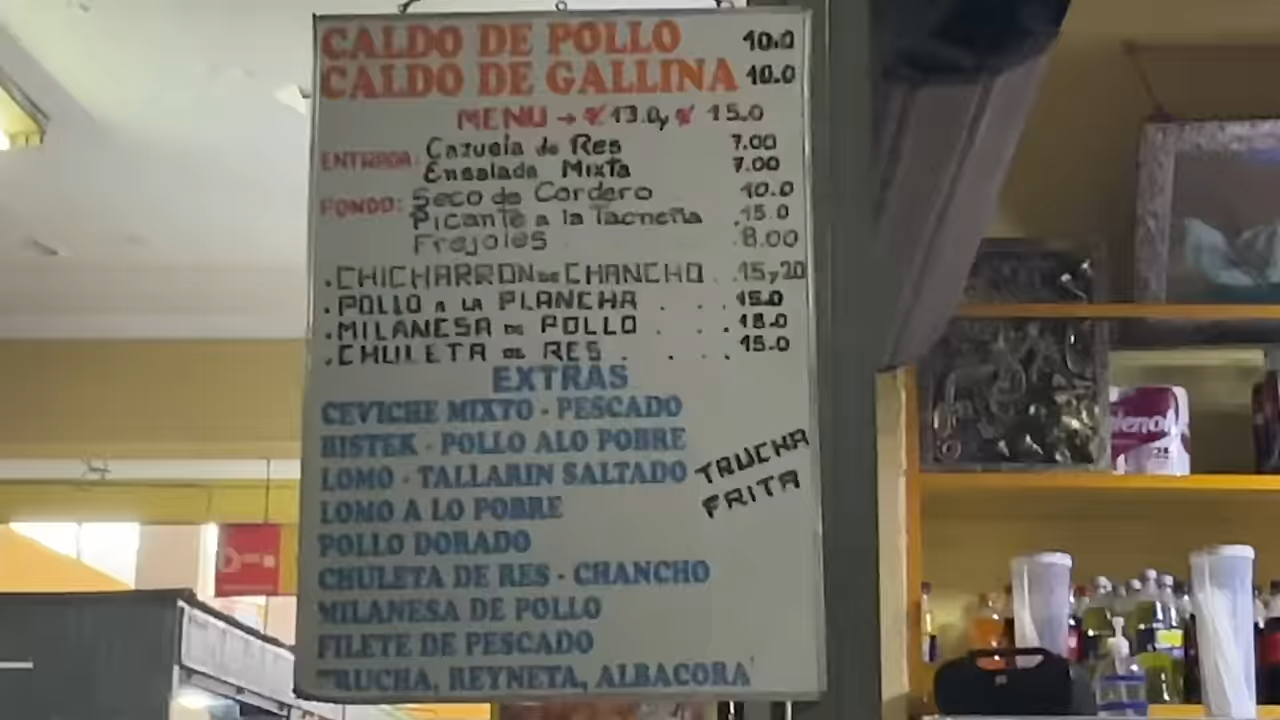 CALDO DE POLLO 10.0
CALDO DE GALLINA 10.0
MENU → S/ 13.0 y S/ 15.0
ENTRADA: Cazuela de Res 7.00
Ensalada Mixta 7.00
FONDO: Seco de Cordero 10.0
Picante a la Tacneña 15.0
Frejoles 8.00
.CHICHARRON DE CHANCHO . .15y20
.POLLO A LA PLANCHA . . .15.0
.MILANESA DE POLLO . . .18.0
.CHULETA DE RES . . . .15.0
EXTRAS
CEVICHE MIXTO - PESCADO
BISTEK - POLLO ALO POBRE
LOMO - TALLARIN SALTADO
TRUCHA
FRITA
LOMO A LO POBRE
POLLO DORADO
CHULETA DE RES - CHANCHO
MILANESA DE POLLO
FILETE DE PESCADO
TRUCHA, REYNETA, ALBACORA